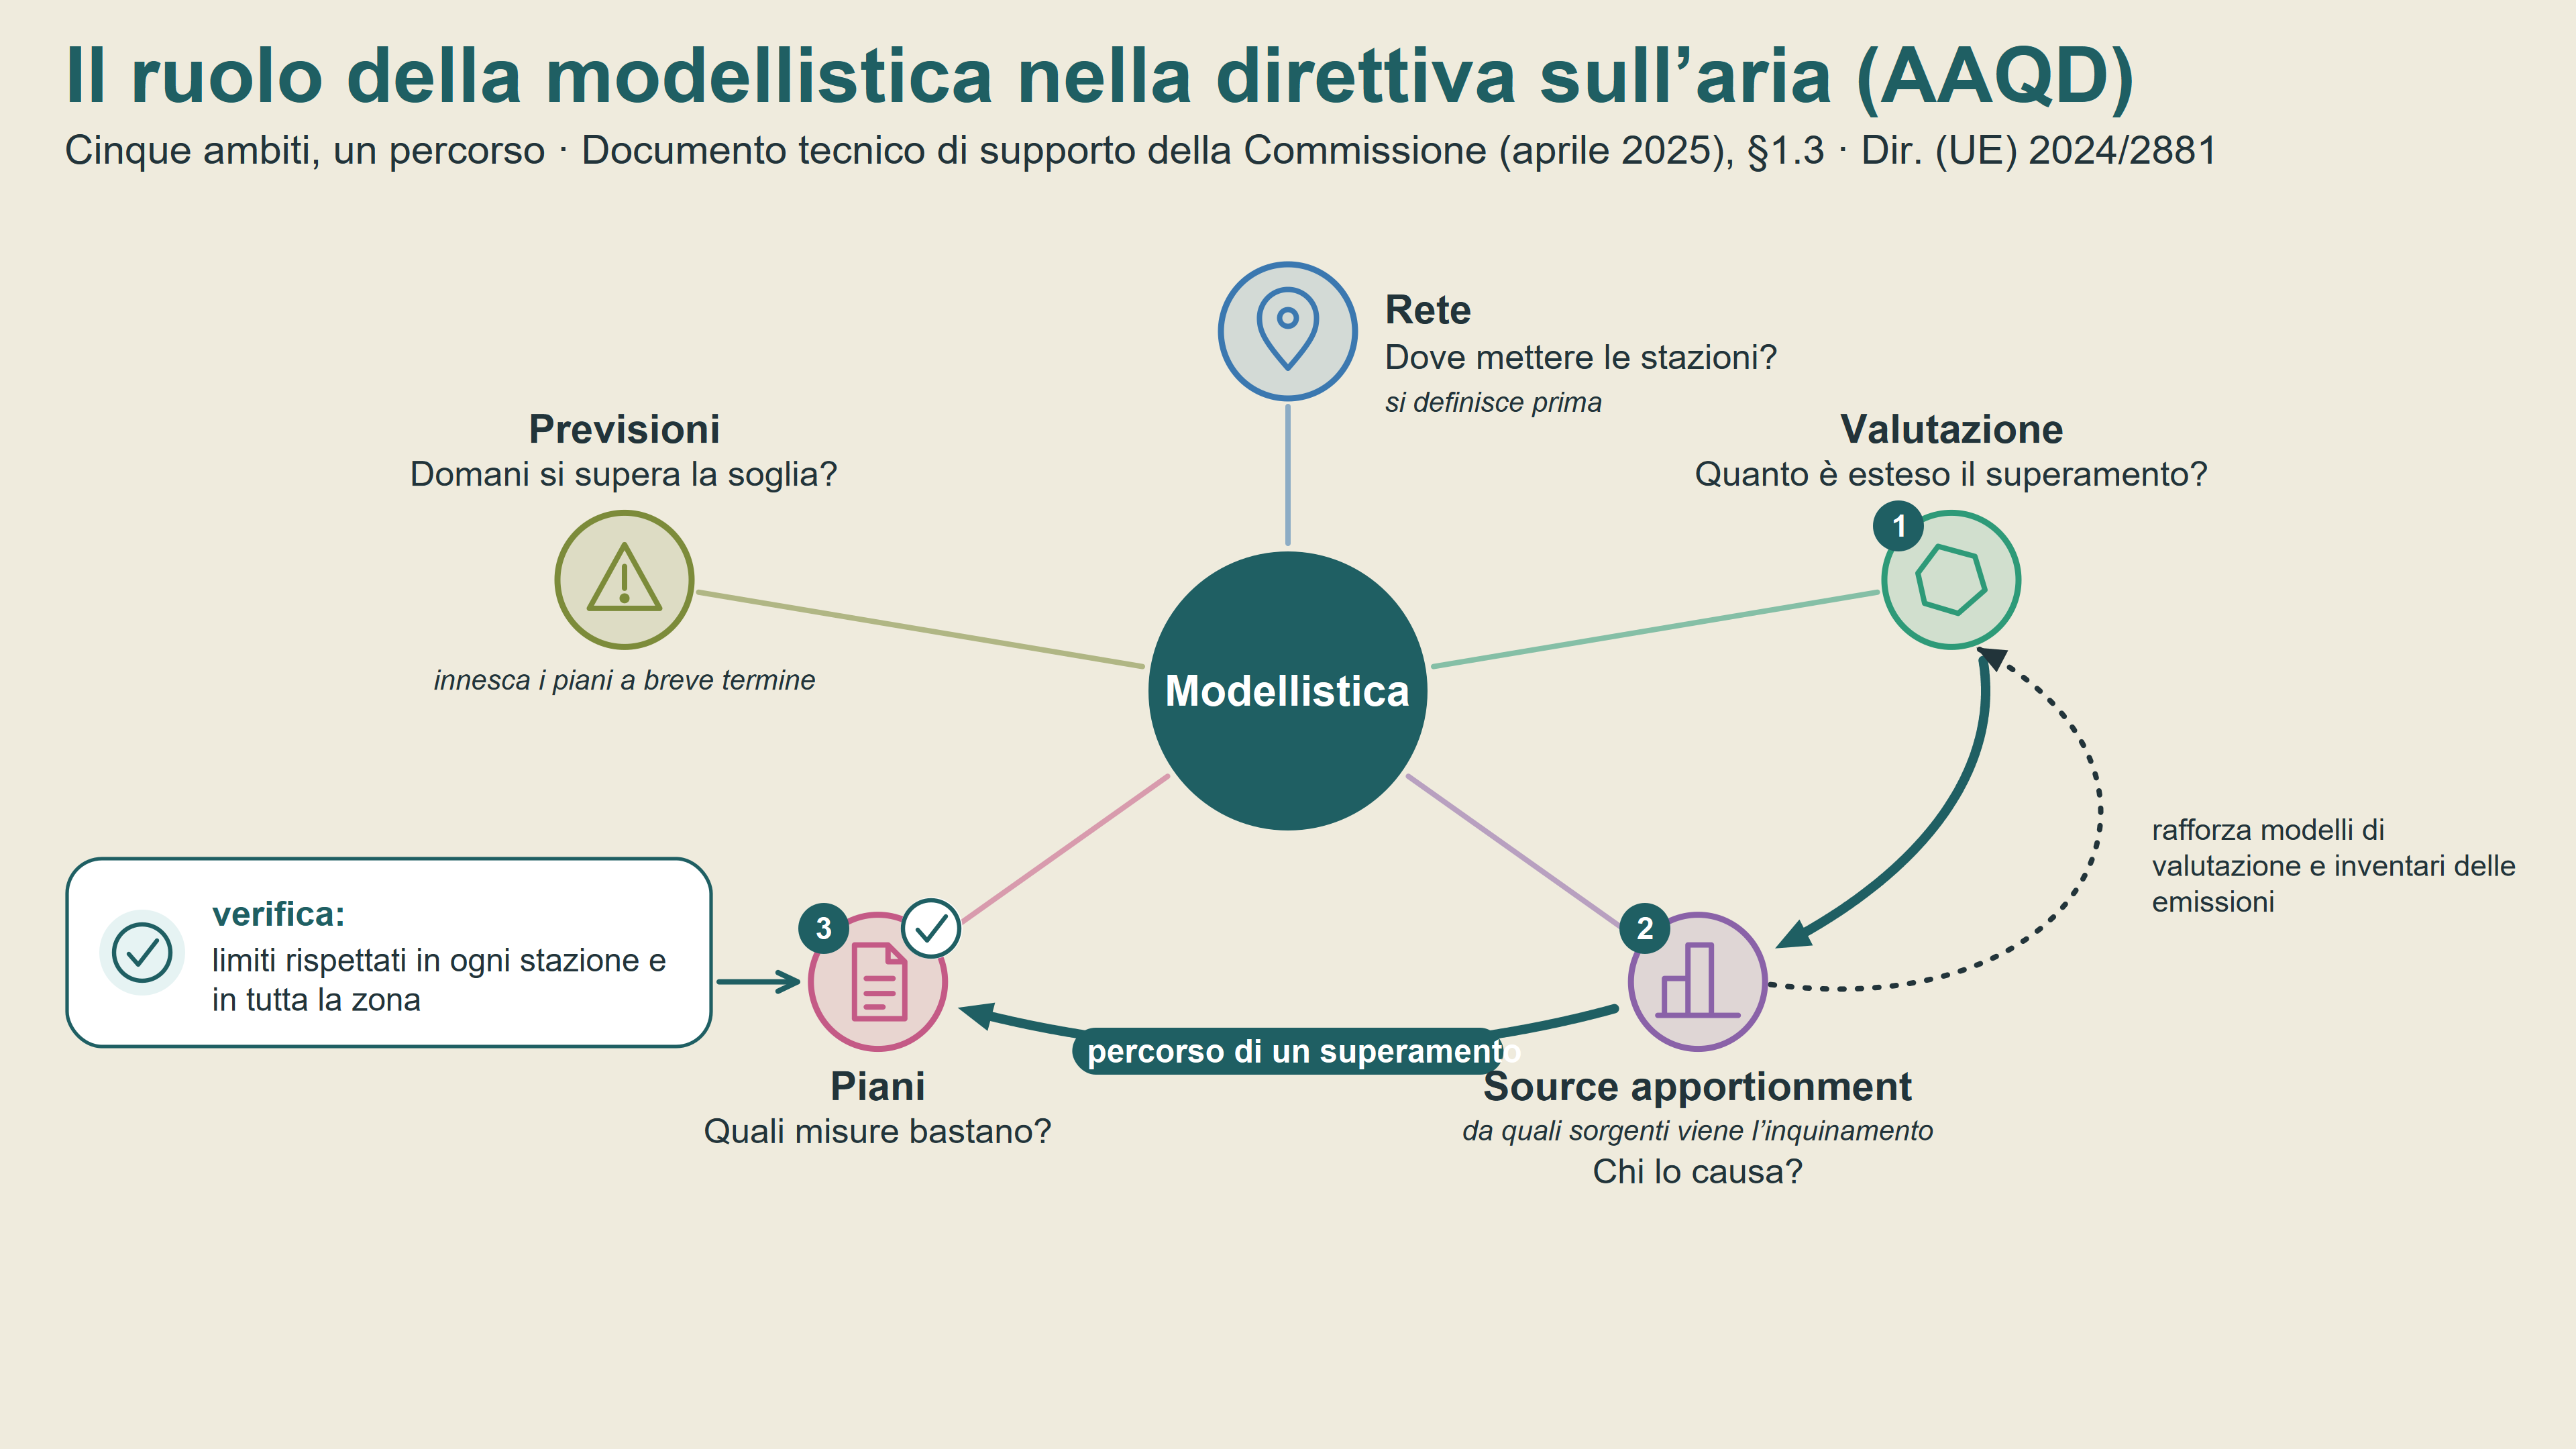 Il ruolo della modellistica nella direttiva sull’aria (AAQD)
Cinque ambiti, un percorso · Documento tecnico di supporto della Commissione (aprile 2025), §1.3 · Dir. (UE) 2024/2881
Rete
Dove mettere le stazioni?
si definisce prima
Previsioni
Domani si supera la soglia?
innesca i piani a breve termine
Valutazione
Quanto è esteso il superamento?
1
Modellistica
rafforza modelli di
valutazione e inventari delle
emissioni
verifica:
limiti rispettati in ogni stazione e
in tutta la zona
3
Piani
Quali misure bastano?
percorso di un superamento
2
Source apportionment
da quali sorgenti viene l’inquinamento
Chi lo causa?